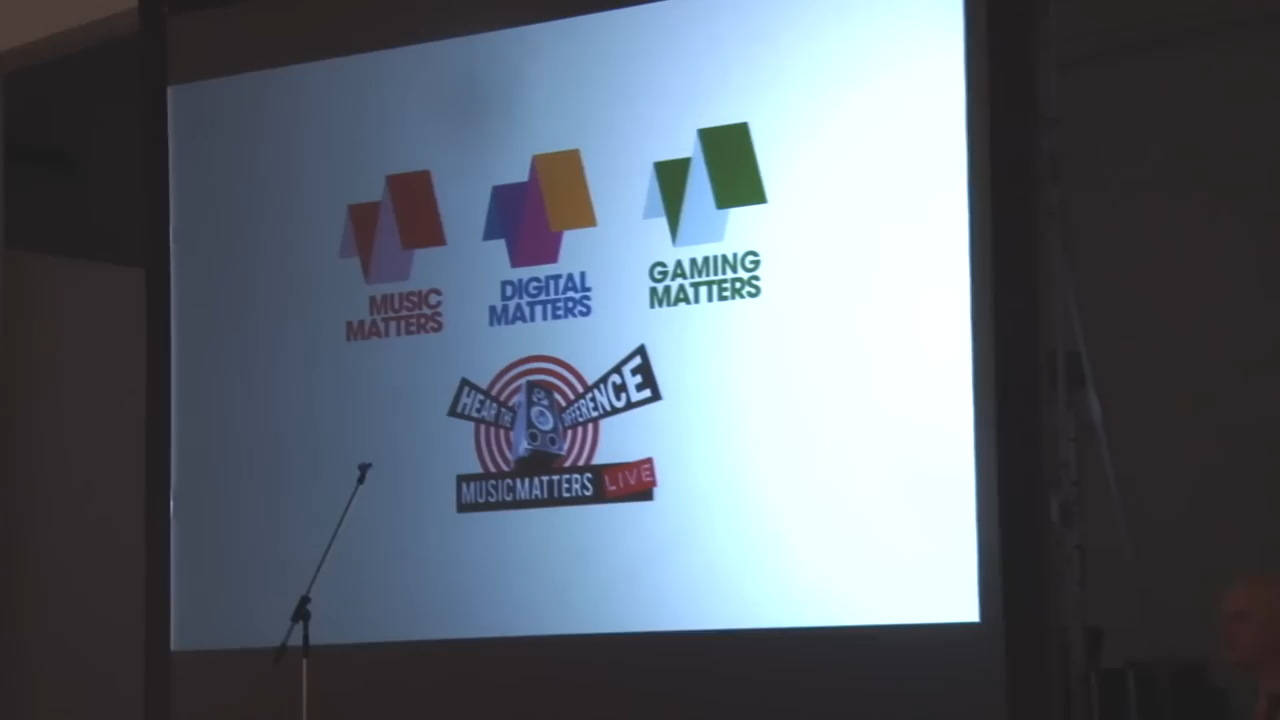 MUSIC
MATTERS
DIGITAL
MATTERS
GAMING
MATTERS
HEAR THE DIFFERENCE
MUSIC MATTERS LIVE